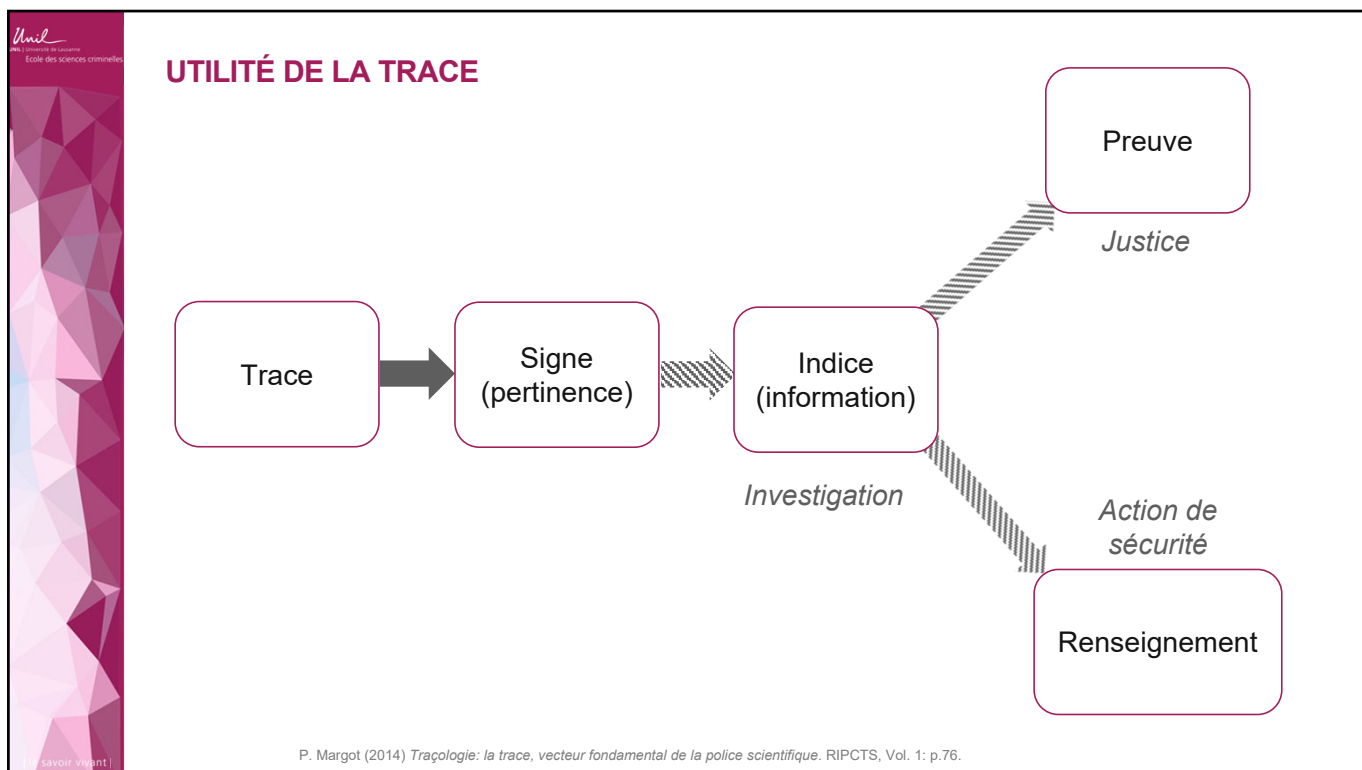 Unil
UNIL | Université de Lausanne
Ecole des sciences criminelles
UTILITÉ DE LA TRACE
Preuve
Justice
Trace
Signe
(pertinence)
Indice
(information)
Investigation
Action de
sécurité
Renseignement
P. Margot (2014) Traçologie: la trace, vecteur fondamental de la police scientifique. RIPCTS, Vol. 1: p.76.
| le savoir vivant |